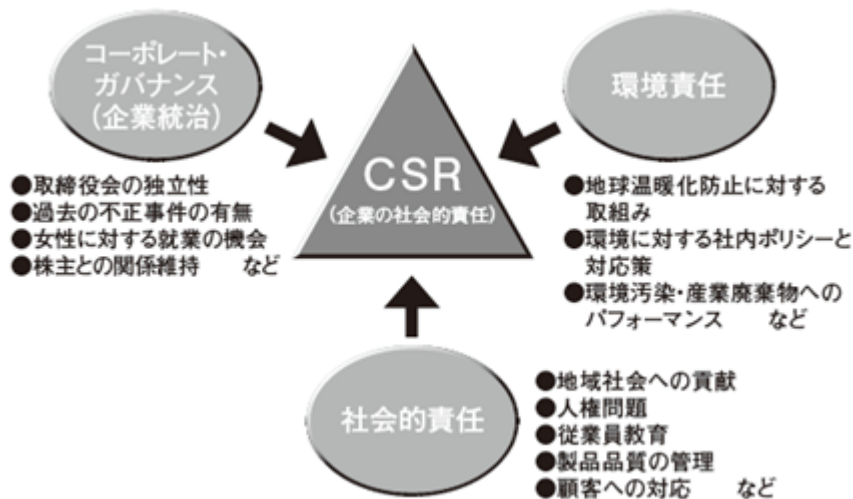 コーポレート・
ガバナンス
(企業統治)
●取締役会の独立性
●過去の不正事件の有無
●女性に対する就業の機会
●株主との関係維持　など
CSR
(企業の社会的責任)
環境責任
●地球温暖化防止に対する
取組み
●環境に対する社内ポリシーと
対応策
●環境汚染・産業廃棄物への
パフォーマンス　など
社会的責任
●地域社会への貢献
●人権問題
●従業員教育
●製品品質の管理
●顧客への対応　など